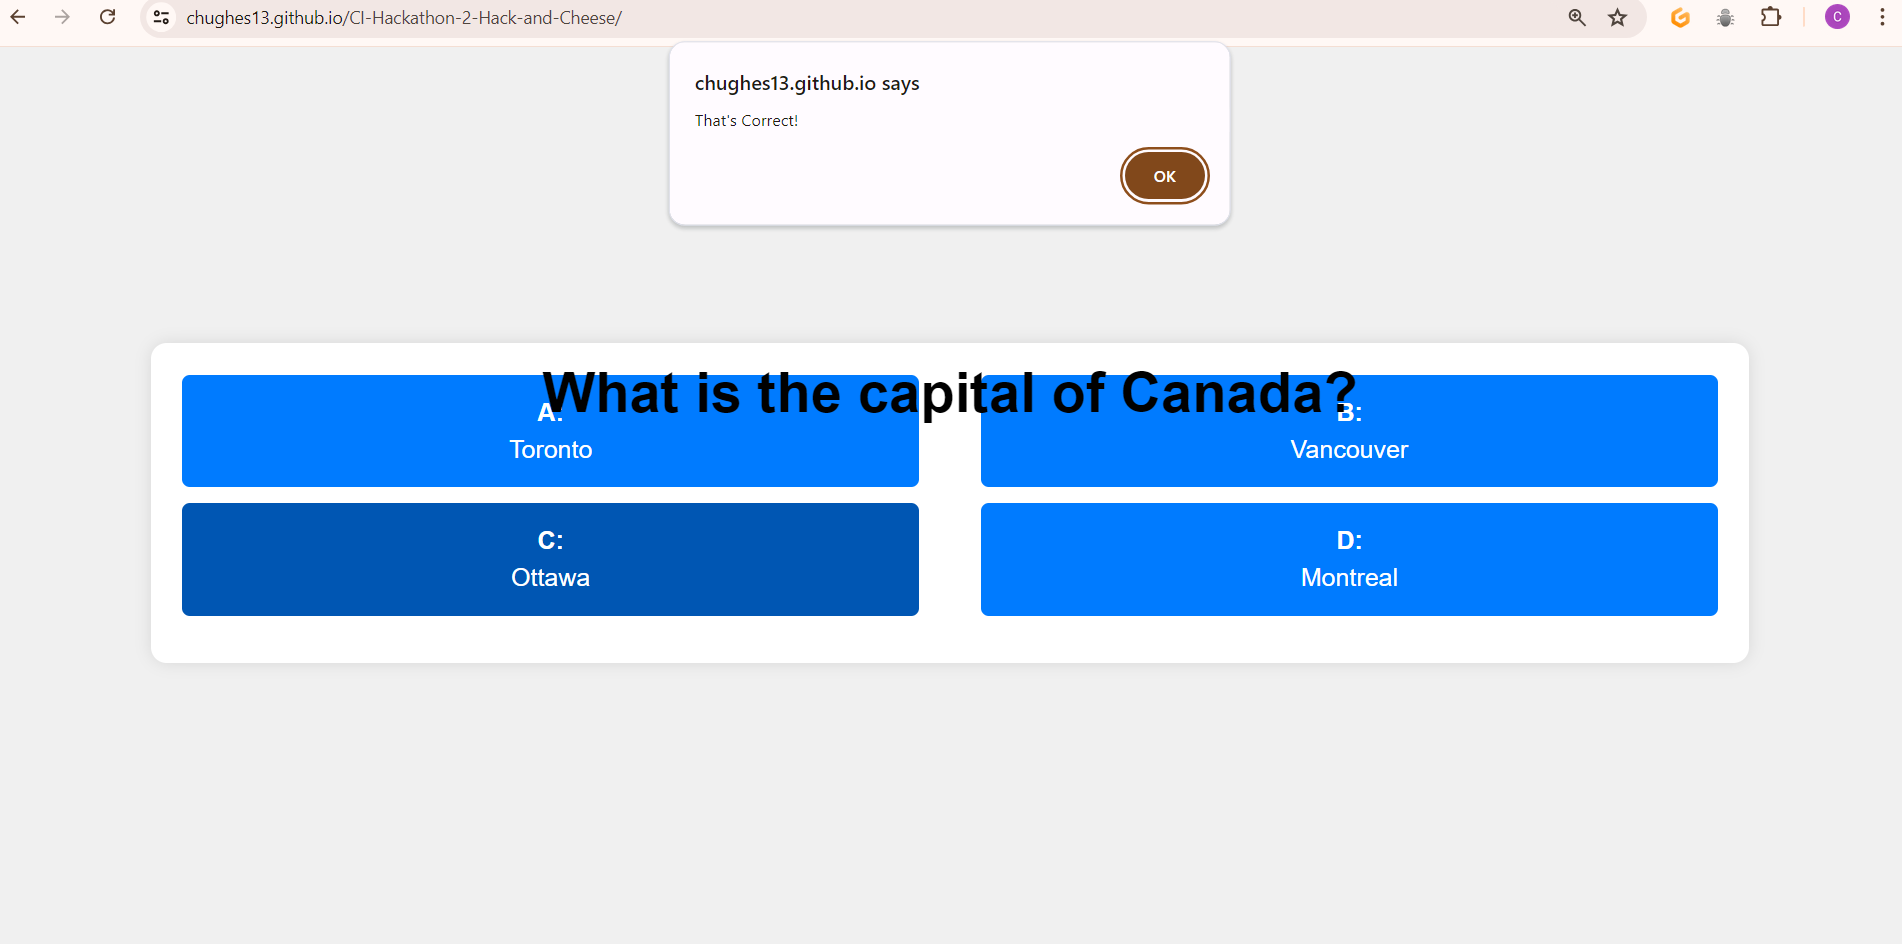 chughes13.github.io/CI-Hackathon-2-Hack-and-Cheese/
C
chughes13.github.io says
That's Correct!
OK
What is the capital of Canada?
A:
Toronto
B:
Vancouver
C:
Ottawa
D:
Montreal